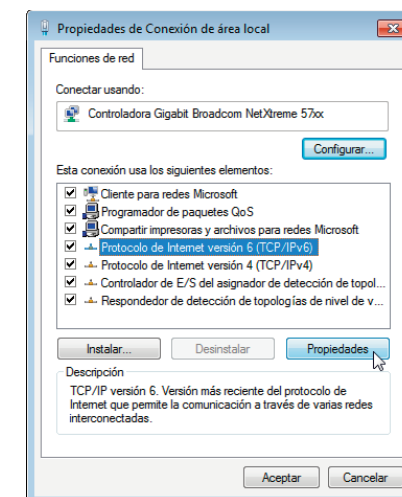 Propiedades de Conexión de área local
Funciones de red
Conectar usando:
Controladora Gigabit Broadcom NetXtreme 57xx
Configurar...
Esta conexión usa los siguientes elementos:
Cliente para redes Microsoft
Programador de paquetes QoS
Compartir impresoras y archivos para redes Microsoft
Protocolo de Internet versión 6 (TCP/IPv6)
Protocolo de Internet versión 4 (TCP/IPv4)
Controlador de E/S del asignador de detección de topol...
Respondedor de detección de topologías de nivel de v...
Instalar... Desinstalar Propiedades
Descripción
TCP/IP versión 6. Versión más reciente del protocolo de
Internet que permite la comunicación a través de varias redes
interconectadas.
Aceptar Cancelar